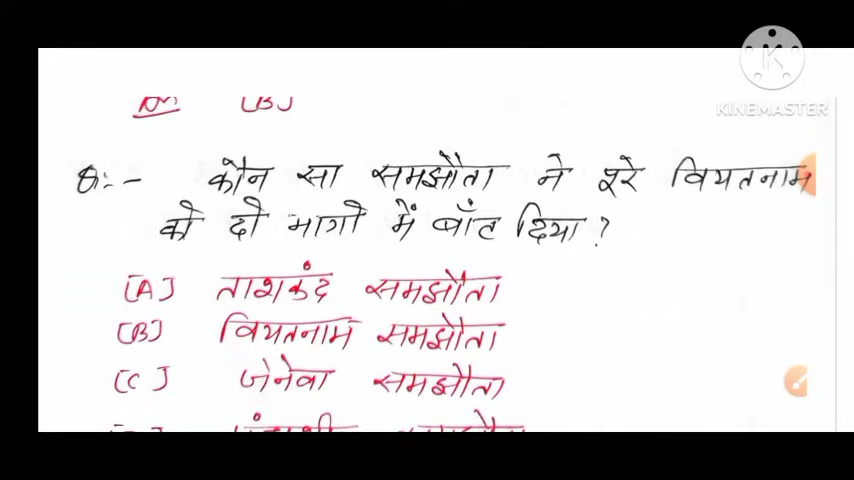 KINEMASTER
[B]
Q:- कौन सा समझौता ने पूरे वियतनाम
को दो भागो में बाँट दिया?
[A] ताशकंद समझौता
[B] वियतनाम समझौता
[C] जेनेवा समझौता